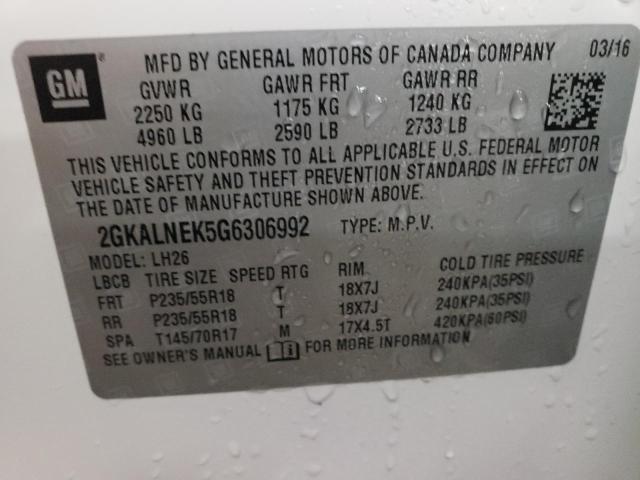 GM
MFD BY GENERAL MOTORS OF CANADA COMPANY 03/16
GVWR GAWR FRT GAWR RR
2250 KG 1175 KG 1240 KG
4960 LB 2590 LB 2733 LB
THIS VEHICLE CONFORMS TO ALL APPLICABLE U.S. FEDERAL MOTOR
VEHICLE SAFETY AND THEFT PREVENTION STANDARDS IN EFFECT ON
THE DATE OF MANUFACTURE SHOWN ABOVE.
2GKALNEK5G6306992 TYPE: M.P.V.
MODEL: LH26
LBCB TIRE SIZE SPEED RTG RIM COLD TIRE PRESSURE
FRT P235/55R18 T 18X7J 240KPA(35PSI)
RR P235/55R18 T 18X7J 240KPA(35PSI)
SPA T145/70R17 M 17X4.5T 420KPA(60PSI)
SEE OWNER'S MANUAL i FOR MORE INFORMATION